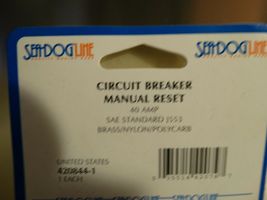 SEA-DOG LINE SEA-DOG LINE
CIRCUIT BREAKER
MANUAL RESET
40 AMP
SAE STANDARD J553
BRASS/NYLON/POLYCARB
UNITED STATES
420844-1
1 EACH